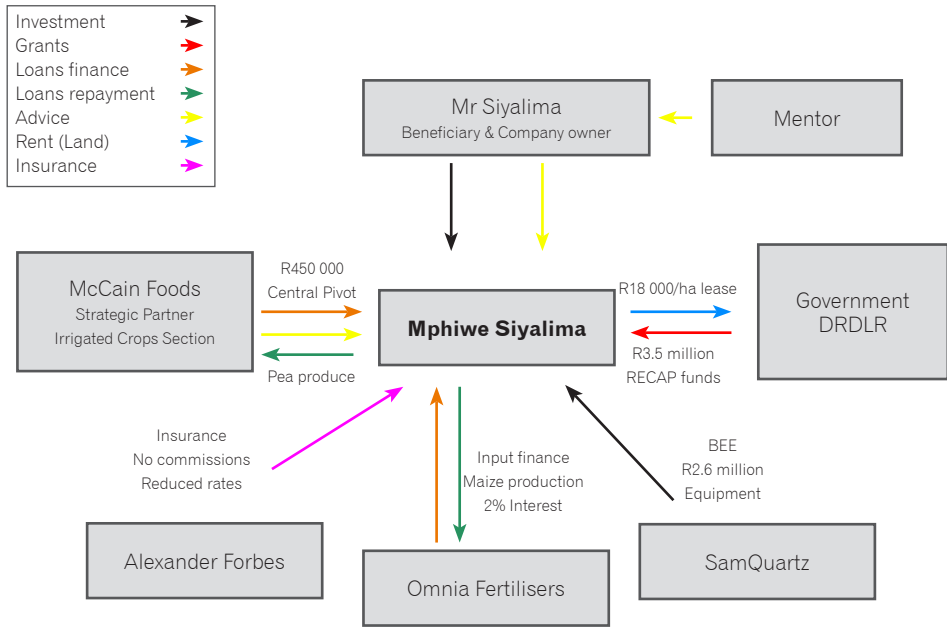 Investment
Grants
Loans finance
Loans repayment
Advice
Rent (Land)
Insurance
Mr Siyalima
Beneficiary & Company owner
Mentor
McCain Foods
Strategic Partner
Irrigated Crops Section
R450 000
Central Pivot
Pea produce
Mphiwe Siyalima
R18 000/ha lease
R3.5 million
RECAP funds
Government
DRDLR
Insurance
No commissions
Reduced rates
Input finance
Maize production
2% Interest
BEE
R2.6 million
Equipment
Alexander Forbes
Omnia Fertilisers
SamQuartz